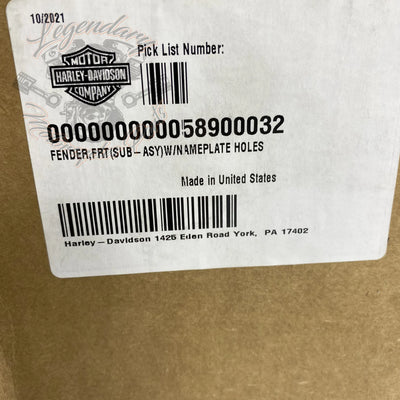 10/2021
Legendary
Pick List Number:
MOTOR
HARLEY-DAVIDSON
COMPANY
000000000058900032
FENDER,FRT(SUB-ASY)W/NAMEPLATE HOLES
Made in United States
Harley-Davidson 1425 Eden Road York, PA 17402